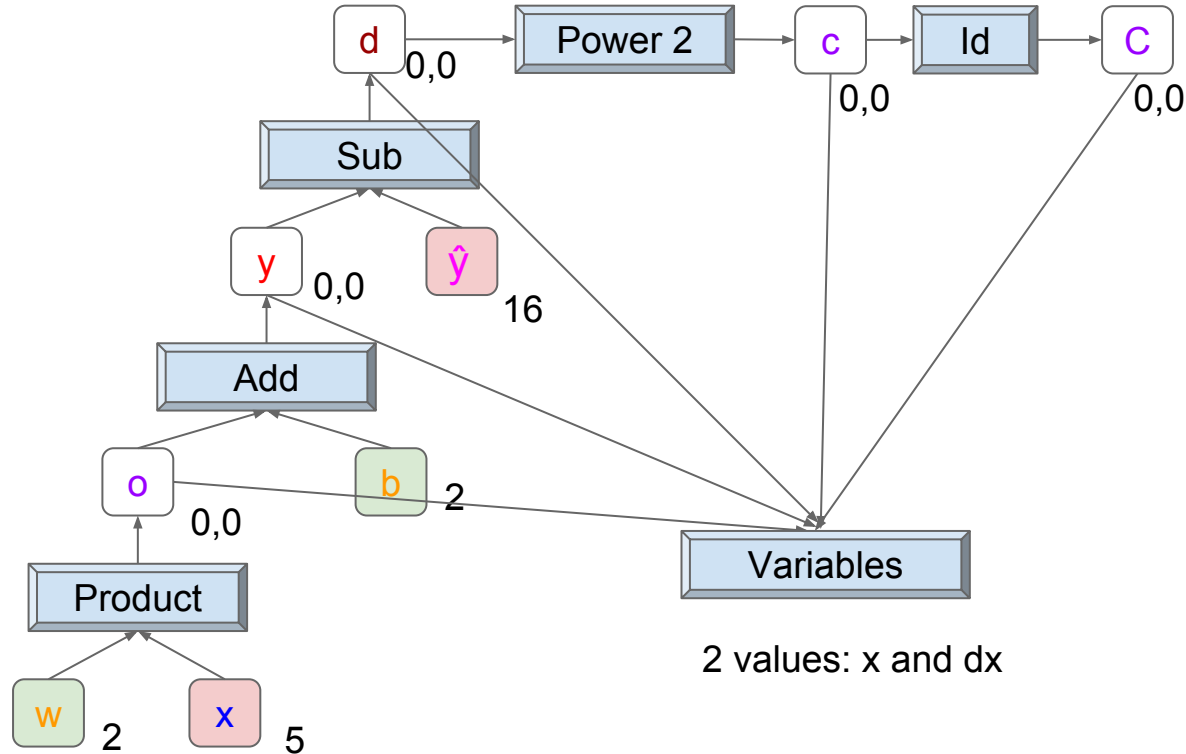 d
Power 2
c
Id
C
0,0
0,0
0,0
Sub
y
ŷ
0,0
16
Add
o
b
2
0,0
Variables
Product
2 values: x and dx
w
x
2
5